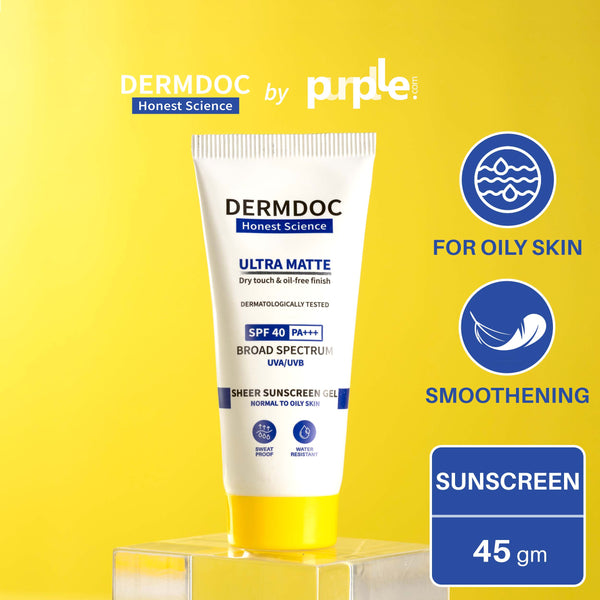 DERMDOC by purplle.com
Honest Science
DERMDOC
Honest Science
ULTRA MATTE
Dry touch & oil-free finish
DERMATOLOGICALLY TESTED
SPF 40 PA+++
BROAD SPECTRUM
UVA/UVB
SHEER SUNSCREEN GEL
NORMAL TO OILY SKIN
SWEAT PROOF
WATER RESISTANT
FOR OILY SKIN
SMOOTHENING
SUNSCREEN
45 gm